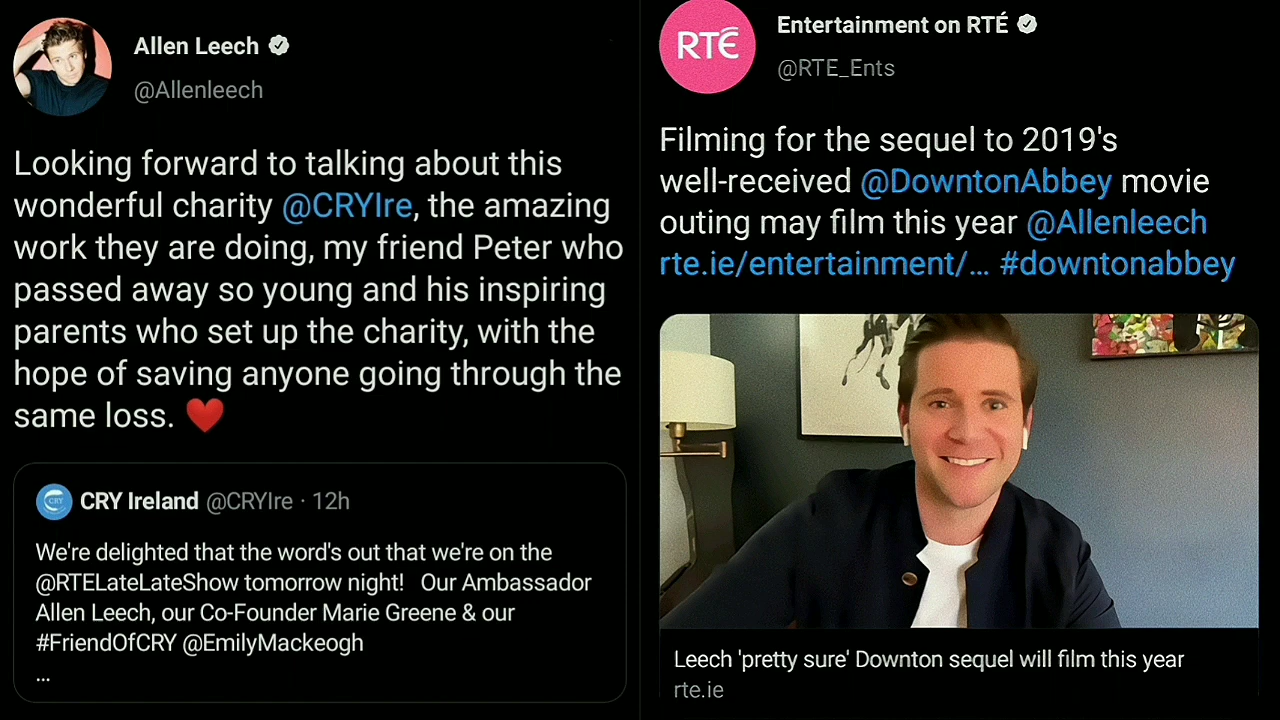 Allen Leech
@Allenleech
Looking forward to talking about this
wonderful charity @CRYIre, the amazing
work they are doing, my friend Peter who
passed away so young and his inspiring
parents who set up the charity, with the
hope of saving anyone going through the
same loss. ❤️
CRY
CRY Ireland @CRYIre · 12h
We're delighted that the word's out that we're on the
@RTELateLateShow tomorrow night! Our Ambassador
Allen Leech, our Co-Founder Marie Greene & our
#FriendOfCRY @EmilyMackeogh
...
RTÉ
Entertainment on RTÉ
@RTE_Ents
Filming for the sequel to 2019's
well-received @DowntonAbbey movie
outing may film this year @Allenleech
rte.ie/entertainment/... #downtonabbey
Leech 'pretty sure' Downton sequel will film this year
rte.ie